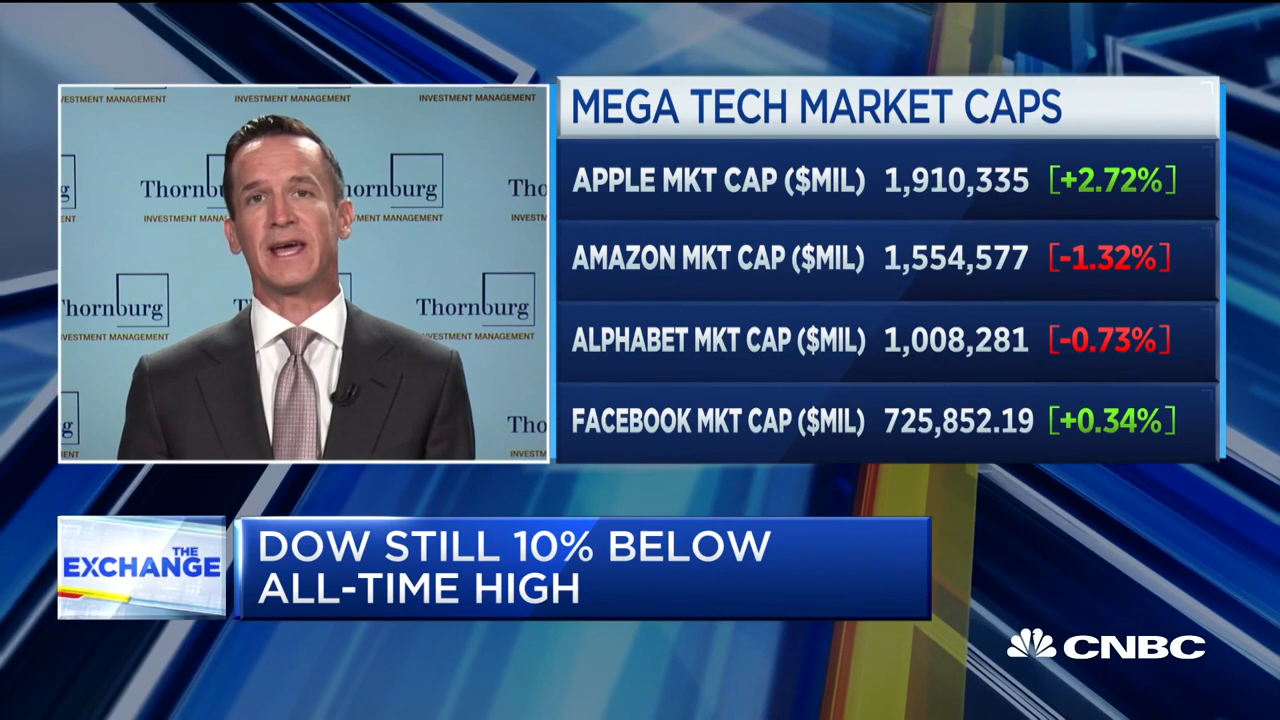 VESTMENT MANAGEMENT
INVESTMENT MANAGEMENT
INVESTMENT MANAGEMENT
Thornburg
INVESTMENT MANAGEMENT
Thornburg
INVESTMENT MANAGEMENT
Thornburg
INVESTMENT MANAGEMENT
MEGA TECH MARKET CAPS
APPLE MKT CAP ($MIL) 1,910,335 [+2.72%]
AMAZON MKT CAP ($MIL) 1,554,577 [-1.32%]
ALPHABET MKT CAP ($MIL) 1,008,281 [-0.73%]
FACEBOOK MKT CAP ($MIL) 725,852.19 [+0.34%]
THE
EXCHANGE
DOW STILL 10% BELOW
ALL-TIME HIGH
CNBC